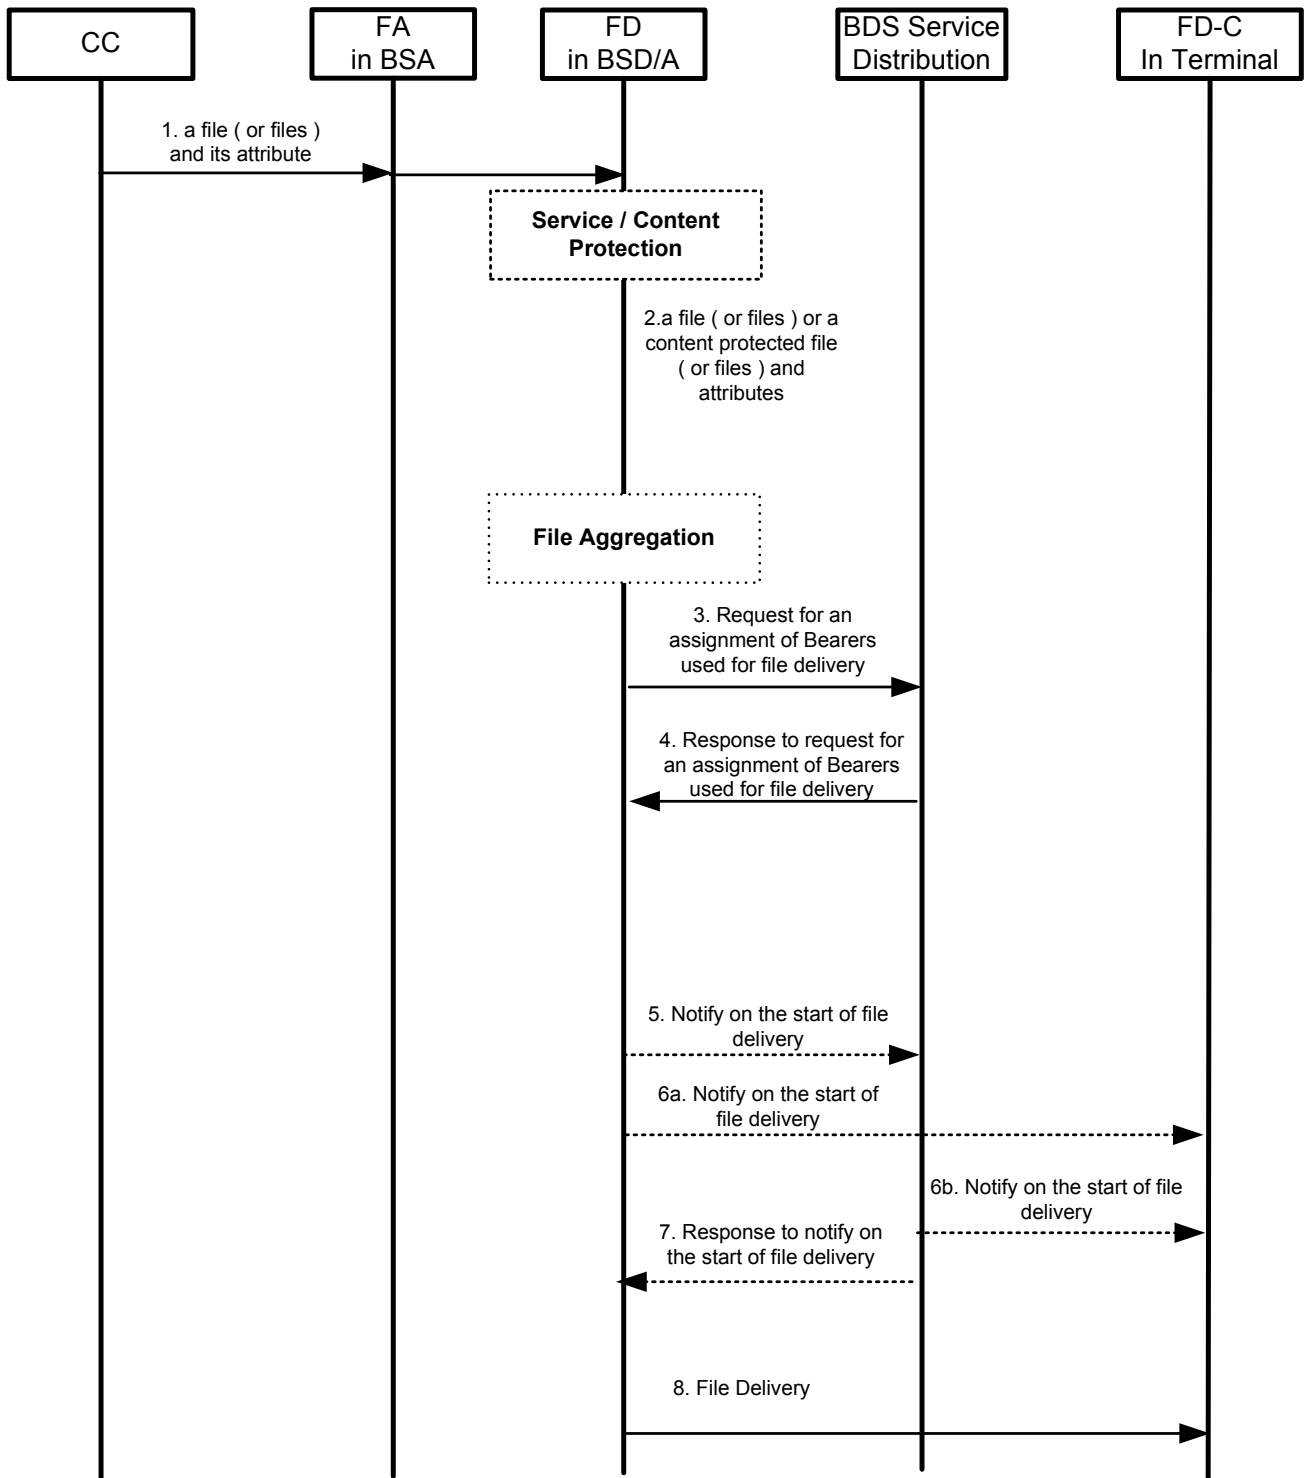 CC
FA
in BSA
FD
in BSD/A
BDS Service
Distribution
FD-C
In Terminal
1. a file ( or files )
and its attribute
Service / Content
Protection
2.a file ( or files ) or a
content protected file
( or files ) and
attributes
File Aggregation
3. Request for an
assignment of Bearers
used for file delivery
4. Response to request for
an assignment of Bearers
used for file delivery
5. Notify on the start of file
delivery
6a. Notify on the start of
file delivery
6b. Notify on the start of file
delivery
7. Response to notify on
the start of file delivery
8. File Delivery